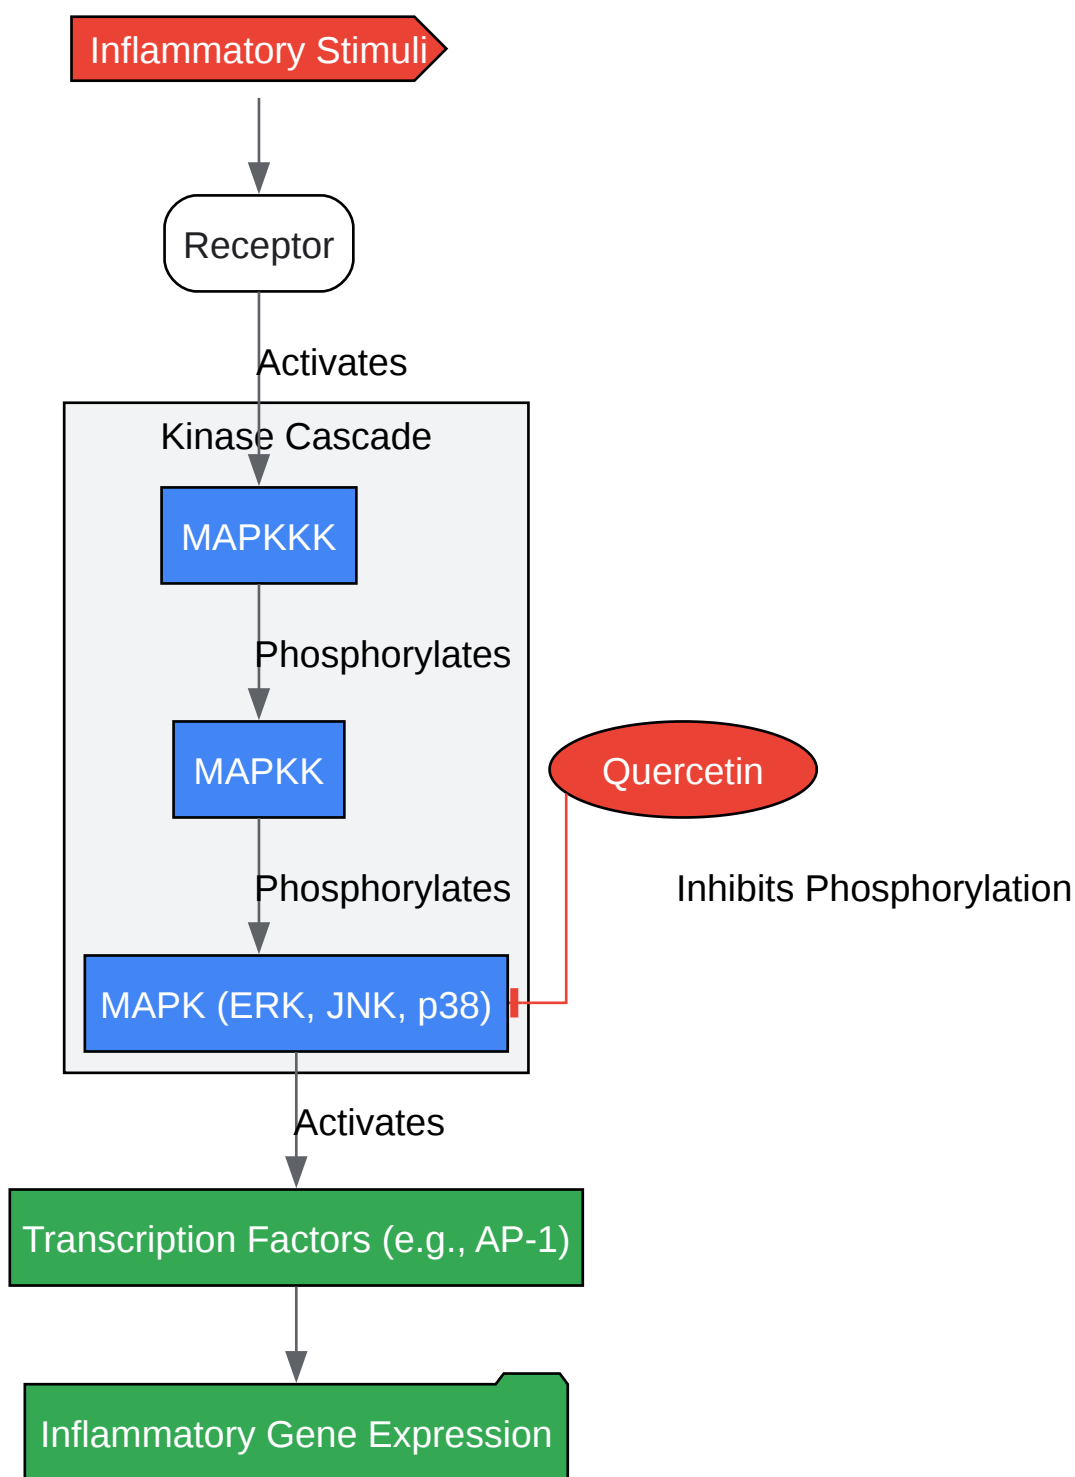 Inflammatory Stimuli
Receptor
Activates
Kinase Cascade
MAPKKK
Phosphorylates
MAPKK
Quercetin
Phosphorylates
Inhibits Phosphorylation
MAPK (ERK, JNK, p38)
Activates
Transcription Factors (e.g., AP-1)
Inflammatory Gene Expression